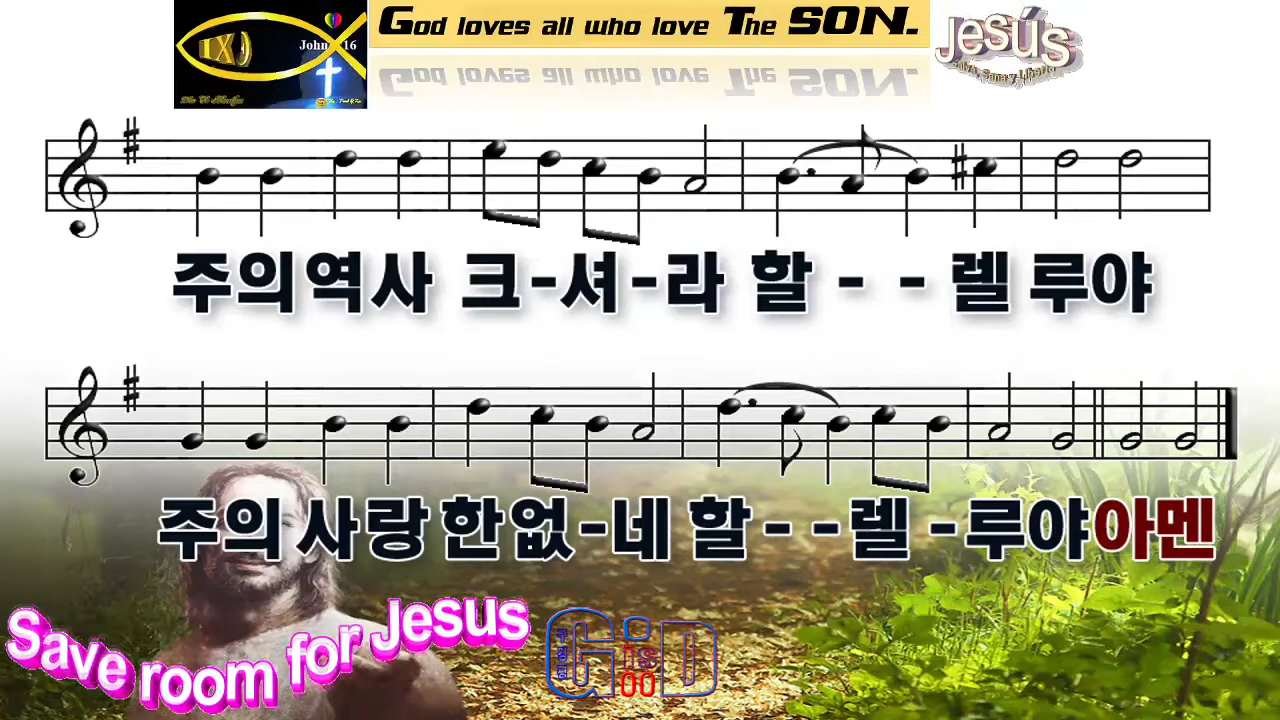 God loves all who love The SON.
John 16
Jesús
주의역사 크-셔-라 할 - - 렐 루야
주의사랑한없-네 할- -렐 -루야아멘
Save room for Jesus
GisD